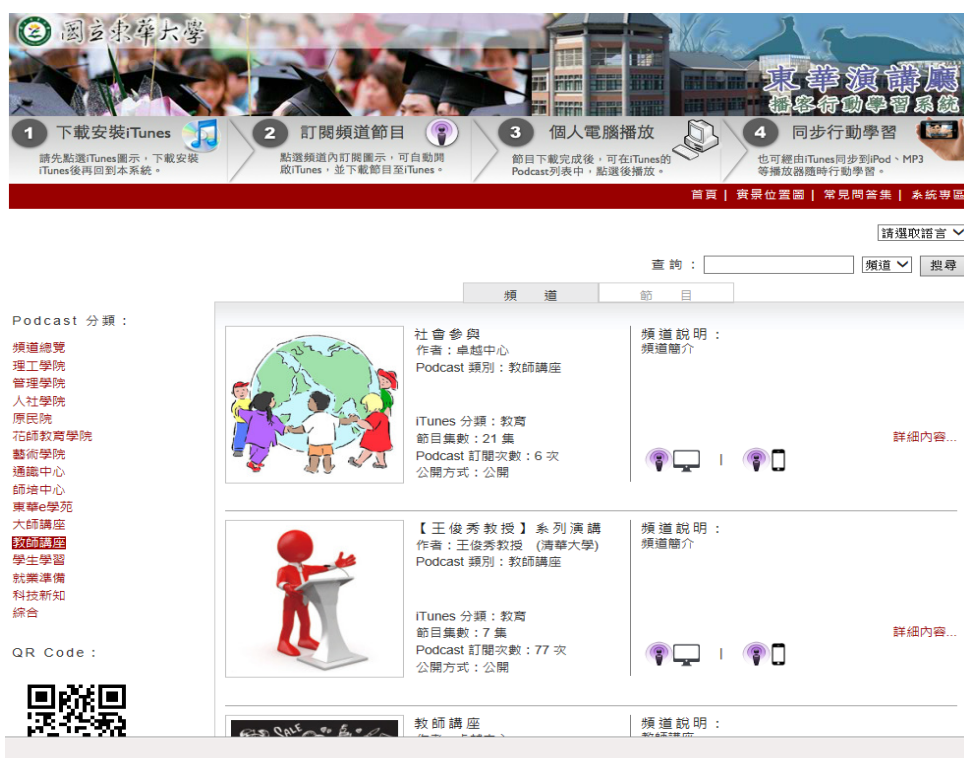 國立東華大學
東華演講廳
播客行動學習系統
1 下載安裝iTunes
請先點選iTunes圖示，下載安裝
iTunes後再回到本系統。
2 訂閱頻道節目
點選頻道內訂閱圖示，可自動開
啟iTunes，並下載節目至iTunes。
3 個人電腦播放
節目下載完成後，可在iTunes的
Podcast列表中，點選後播放。
4 同步行動學習
也可經由iTunes同步到iPod、MP3
等播放器隨時行動學習。
首頁 | 實景位置圖 | 常見問答集 | 系統專區
請選取語言
查詢：
頻道
搜尋
頻道
節目
Podcast 分類：
頻道總覽
理工學院
管理學院
人社學院
原民院
花師教育學院
藝術學院
通識中心
師培中心
東華e學苑
大師講座
教師講座
學生學習
就業準備
科技新知
綜合
QR Code：
社會參與
作者：卓越中心
Podcast 類別：教師講座
iTunes 分類：教育
節目集數：21 集
Podcast 訂閱次數：6 次
公開方式：公開
頻道說明：
頻道簡介
|
詳細內容...
【王俊秀教授】系列演講
作者：王俊秀教授 (清華大學)
Podcast 類別：教師講座
iTunes 分類：教育
節目集數：7 集
Podcast 訂閱次數：77 次
公開方式：公開
頻道說明：
頻道簡介
|
詳細內容...
SALE
教師講座
頻道說明：